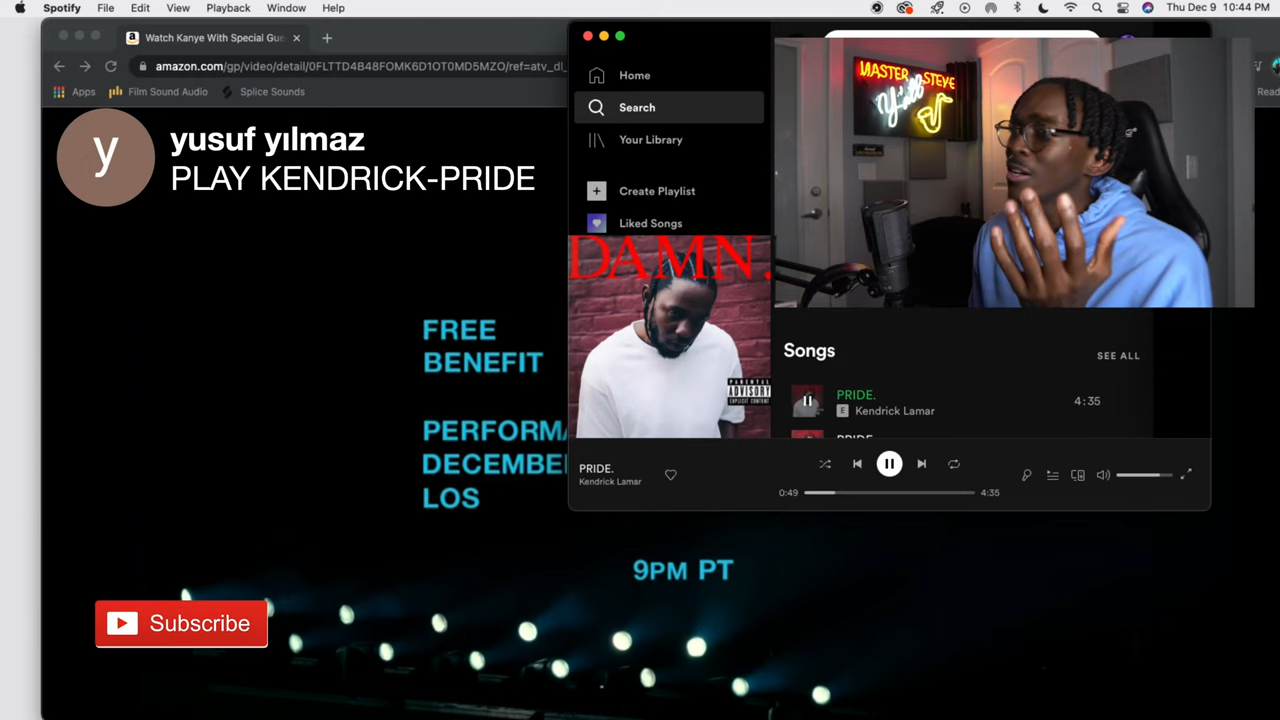 Spotify File Edit View Playback Window Help
Thu Dec 9 10:44 PM
Watch Kanye With Special Gue
amazon.com/gp/video/detail/0FLTTD4B48FOMK6D1OT0MD5MZO/ref=atv_dl_
Apps Film Sound Audio Splice Sounds
Read
y
yusuf yılmaz
PLAY KENDRICK-PRIDE
Home
Search
Your Library
Create Playlist
Liked Songs
MASTER STEVE
y'all
DAMN.
PARENTAL
ADVISORY
EXPLICIT CONTENT
Songs
SEE ALL
PRIDE.
E Kendrick Lamar
4:35
PRIDE
PRIDE.
Kendrick Lamar
0:49
4:35
FREE
BENEFIT
PERFORMA
DECEMBE
LOS
9PM PT
Subscribe